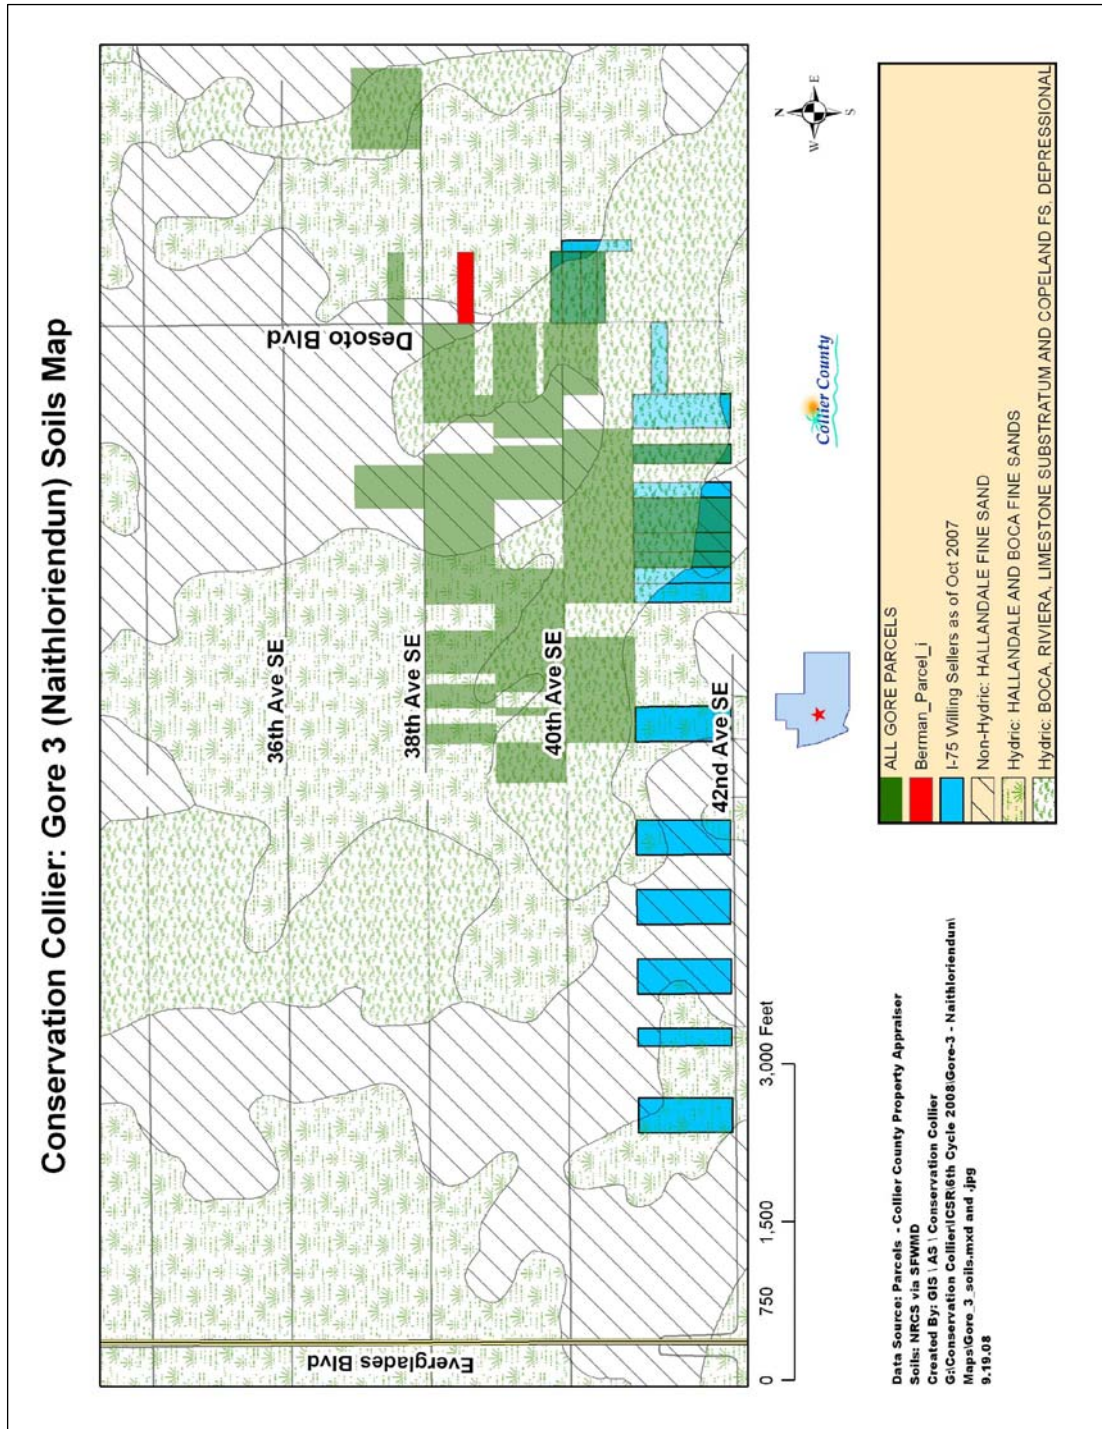 Conservation Collier: Gore 3 (Naithloriendun) Soils Map
36th Ave SE
38th Ave SE
40th Ave SE
42nd Ave SE
Desoto Blvd
Everglades Blvd
0 750 1,500 3,000 Feet
N
E
S
W
Collier County
ALL GORE PARCELS
Berman_Parcel_i
I-75 Willing Sellers as of Oct 2007
Non-Hydric: HALLANDALE FINE SAND
Hydric: HALLANDALE AND BOCA FINE SANDS
Hydric: BOCA, RIVIERA, LIMESTONE SUBSTRATUM AND COPELAND FS, DEPRESSIONAL
Data Source: Parcels - Collier County Property Appraiser
Soils: NRCS via SFWMD
Created By: GIS \ AS \ Conservation Collier
G:\Conservation Collier\ICSR\6th Cycle 2008\Gore-3 - Naithloriendun\
Maps\Gore_3_soils.mxd and .jpg
9.19.08